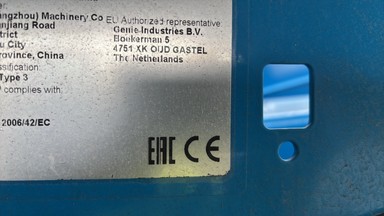 angzhou) Machinery Co
EU Authorized representative:
njiang Road
Genie Industries B.V.
trict
Boekerman 5
u City
4751 XK OUD GASTEL
rovince, China
The Netherlands
ssification:
Type 3
complies with:
2006/42/EC
EAC CE